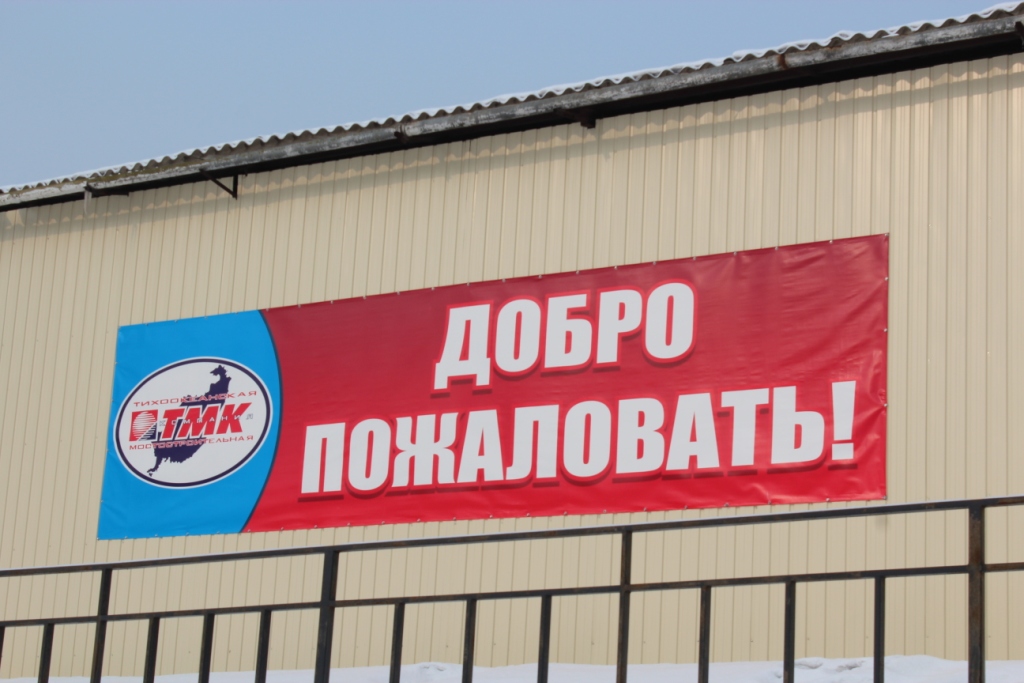 ДОБРО
ПОЖАЛОВАТЬ!
ТИХООКЕАНСКАЯ
ТМК
МОСТОСТРОИТЕЛЬНАЯ